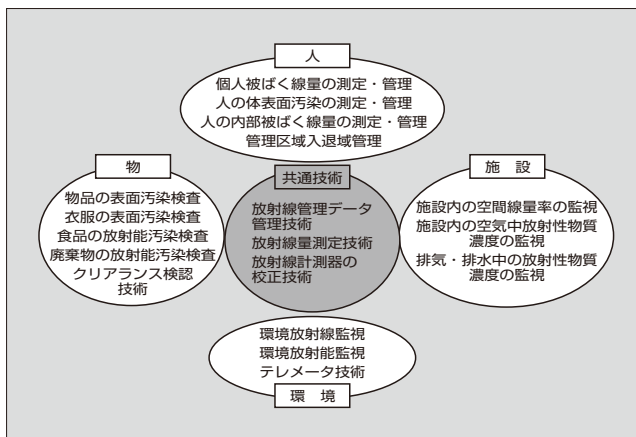 人
個人被ばく線量の測定・管理
人の体表面汚染の測定・管理
人の内部被ばく線量の測定・管理
管理区域入退域管理
物
物品の表面汚染検査
衣服の表面汚染検査
食品の放射能汚染検査
廃棄物の放射能汚染検査
クリアランス検認
技術
共通技術
放射線管理データ
管理技術
放射線量測定技術
放射線計測器の
校正技術
施 設
施設内の空間線量率の監視
施設内の空気中放射性物質
濃度の監視
排気・排水中の放射性物質
濃度の監視
環境放射線監視
環境放射能監視
テレメータ技術
環 境